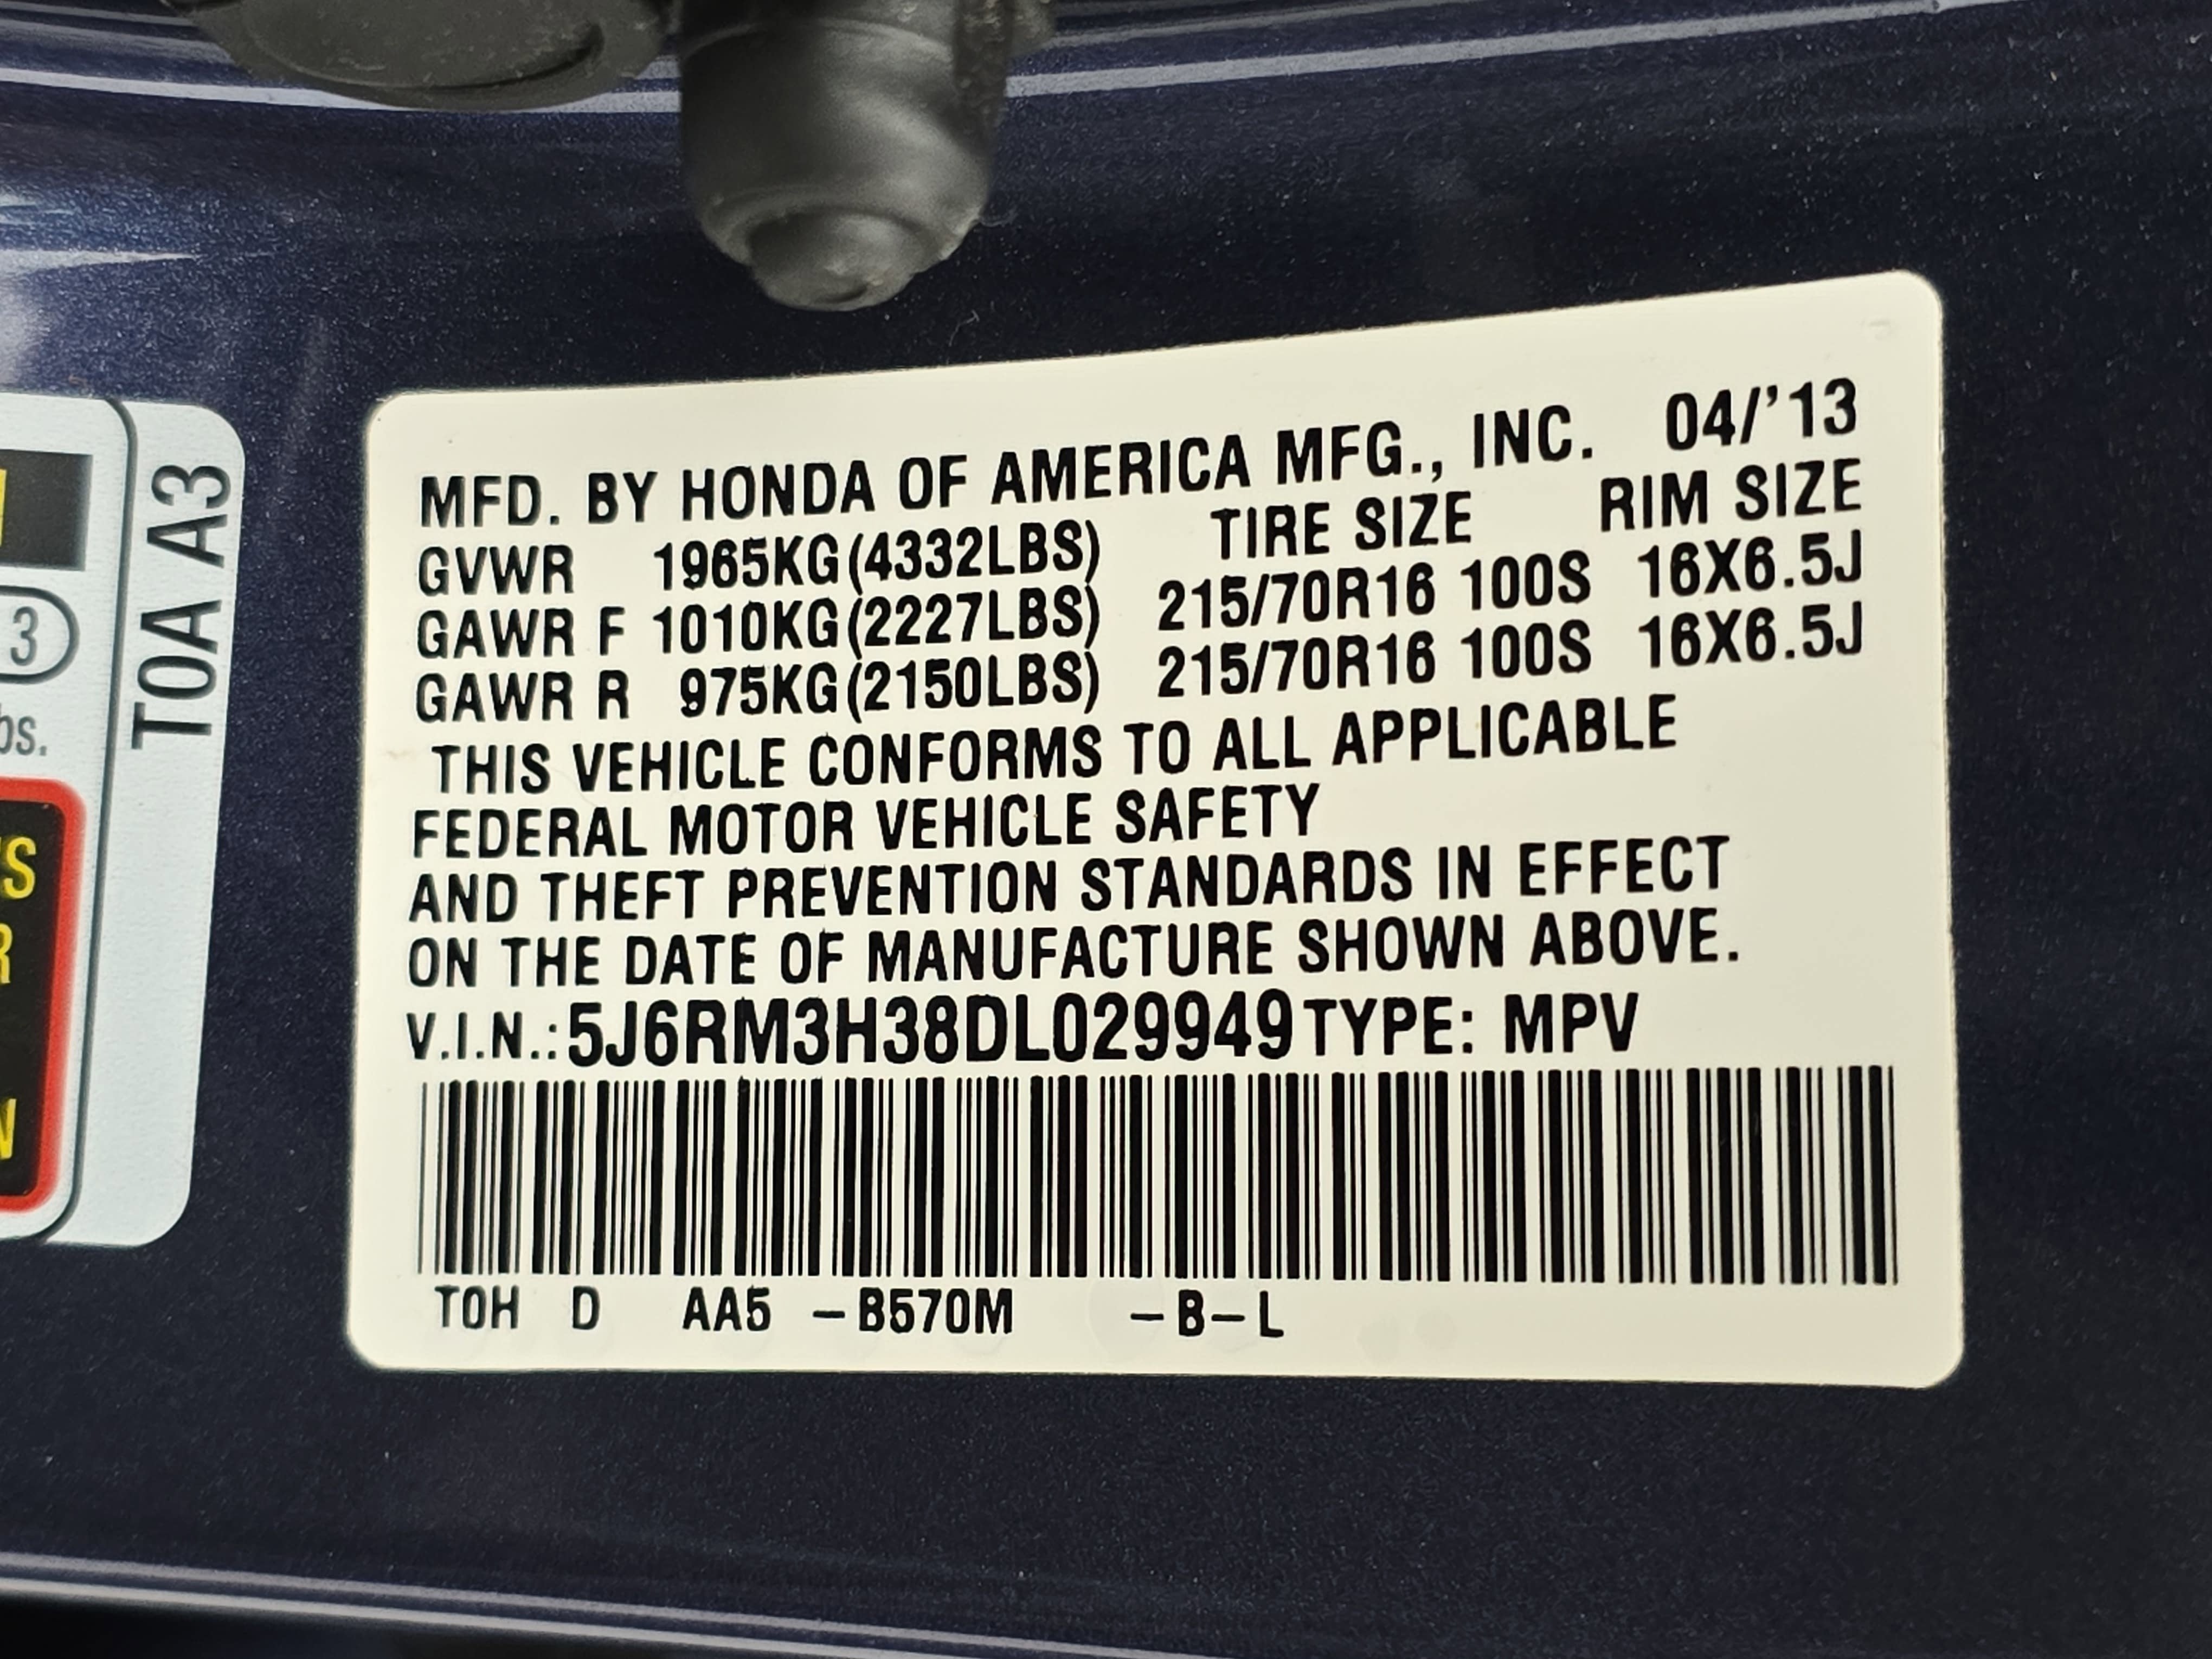 MFD. BY HONDA OF AMERICA MFG., INC. 04/'13
GVWR 1965KG(4332LBS) TIRE SIZE RIM SIZE
GAWR F 1010KG(2227LBS) 215/70R16 100S 16X6.5J
GAWR R 975KG(2150LBS) 215/70R16 100S 16X6.5J
THIS VEHICLE CONFORMS TO ALL APPLICABLE
FEDERAL MOTOR VEHICLE SAFETY
AND THEFT PREVENTION STANDARDS IN EFFECT
ON THE DATE OF MANUFACTURE SHOWN ABOVE.
V.I.N.:5J6RM3H38DL029949 TYPE: MPV
T0H D AA5 –B570M –B–L
T0A A3
3